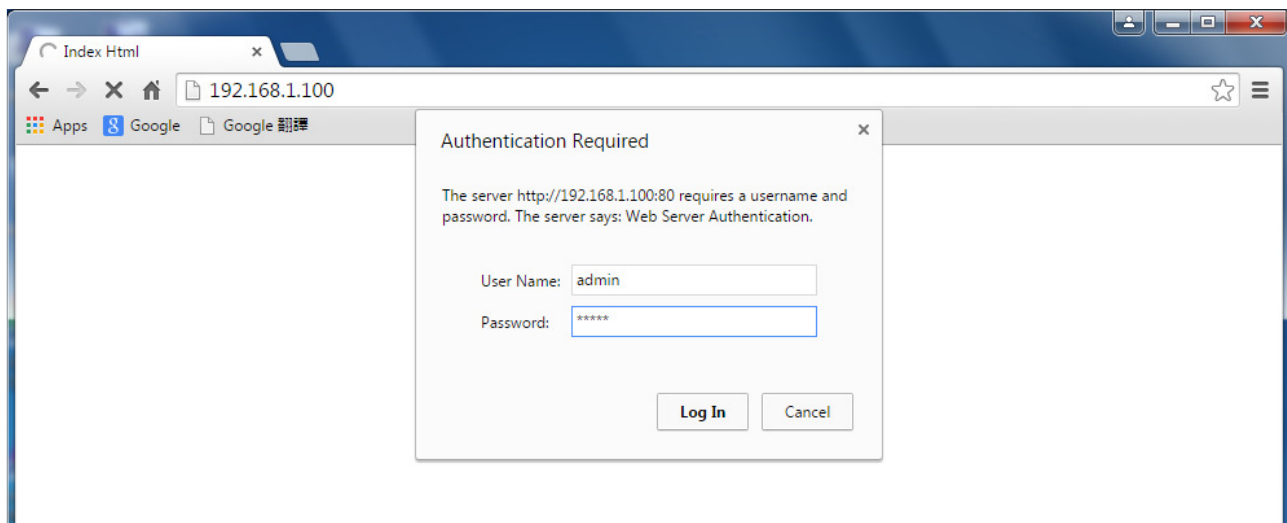 Index Html
192.168.1.100
Apps Google Google 翻譯
Authentication Required
The server http://192.168.1.100:80 requires a username and
password. The server says: Web Server Authentication.
User Name: admin
Password: *****
Log In Cancel